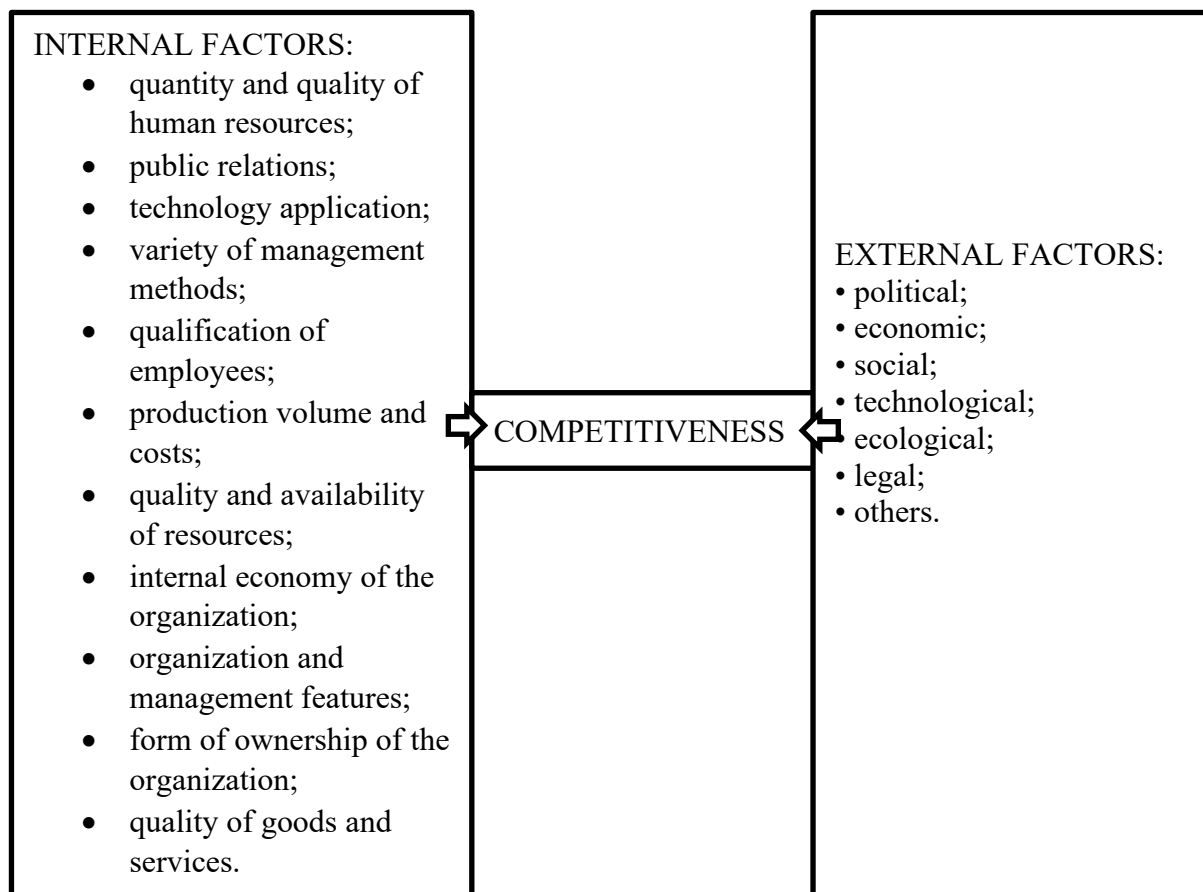 INTERNAL FACTORS:
• quantity and quality of
human resources;
• public relations;
• technology application;
• variety of management
methods;
• qualification of
employees;
• production volume and
costs;
• quality and availability
of resources;
• internal economy of the
organization;
• organization and
management features;
• form of ownership of the
organization;
• quality of goods and
services.
COMPETITIVENESS
EXTERNAL FACTORS:
• political;
• economic;
• social;
• technological;
• ecological;
• legal;
• others.